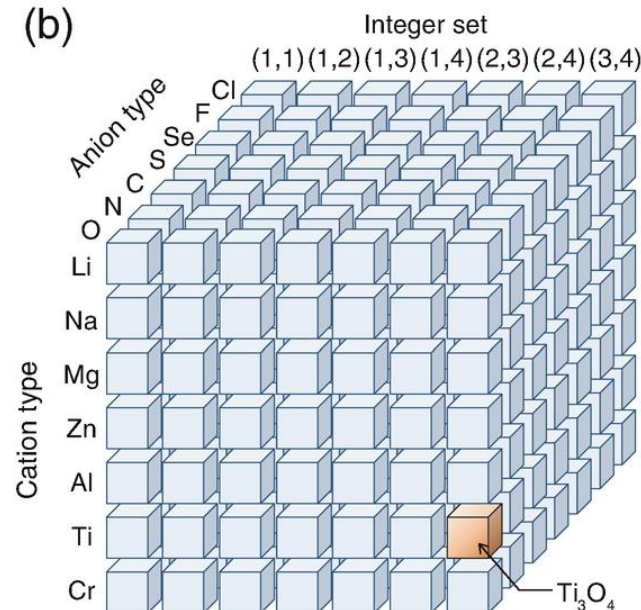 (b)
Integer set
(1,1) (1,2) (1,3) (1,4) (2,3) (2,4) (3,4)
Anion type
Cl
F
Se
S
C
N
O
Cation type
Li
Na
Mg
Zn
Al
Ti
Cr
Ti₃O₄